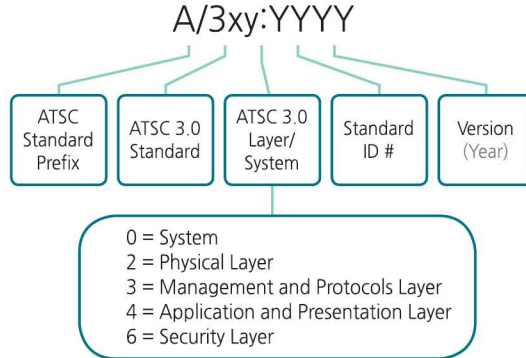 A/3xy:YYYY
ATSC
Standard
Prefix
ATSC 3.0
Standard
ATSC 3.0
Layer/
System
Standard
ID #
Version
(Year)
0 = System
2 = Physical Layer
3 = Management and Protocols Layer
4 = Application and Presentation Layer
6 = Security Layer